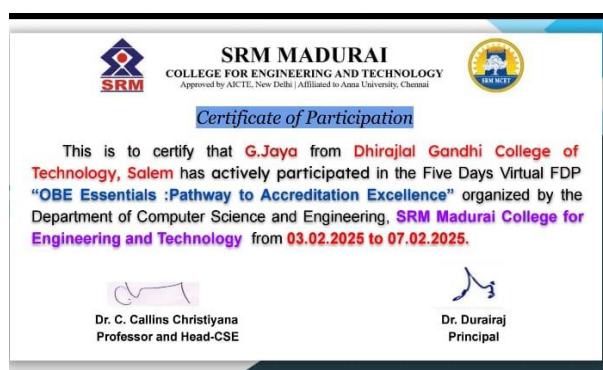 SRM MADURAI
COLLEGE FOR ENGINEERING AND TECHNOLOGY
Approved by AICTE, New Delhi | Affiliated to Anna University, Chennai
SRM
SRM MCET
Certificate of Participation
This is to certify that G.Jaya from Dhirajlal Gandhi College of
Technology, Salem has actively participated in the Five Days Virtual FDP
“OBE Essentials :Pathway to Accreditation Excellence” organized by the
Department of Computer Science and Engineering, SRM Madurai College for
Engineering and Technology from 03.02.2025 to 07.02.2025.
Dr. C. Callins Christiyana
Professor and Head-CSE
Dr. Durairaj
Principal